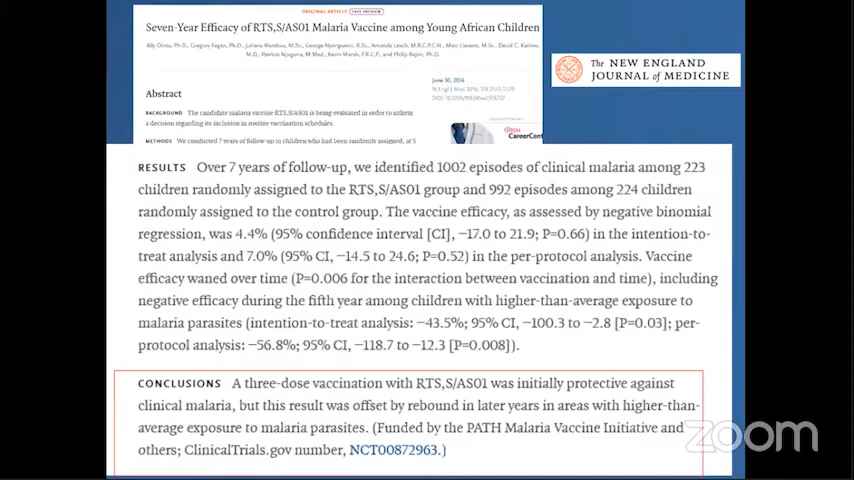 ORIGINAL ARTICLE FREE PREVIEW
Seven-Year Efficacy of RTS,S/AS01 Malaria Vaccine among Young African Children
Ally Olotu, Ph.D., Gregory Fegan, Ph.D., Juliana Wambua, M.Sc., George Nyangweso, B.Sc., Amanda Leach, M.R.C.P.C.H., Marc Lievens, M.Sc., David C. Kaslow,
M.D., Patricia Njuguna, M.Med., Kevin Marsh, F.R.C.P., and Philip Bejon, Ph.D.
The NEW ENGLAND
JOURNAL of MEDICINE
June 30, 2016
N Engl J Med 2016;
Abstract
BACKGROUND The candidate malaria vaccine RTS,S/AS01 is being evaluated in order to inform
a decision regarding its inclusion in routine vaccination schedules.
CareerCent
METHODS We conducted 7 years of follow-up in children who had been randomly assigned, at 5
RESULTS Over 7 years of follow-up, we identified 1002 episodes of clinical malaria among 223
children randomly assigned to the RTS,S/AS01 group and 992 episodes among 224 children
randomly assigned to the control group. The vaccine efficacy, as assessed by negative binomial
regression, was 4.4% (95% confidence interval [CI], −17.0 to 21.9; P=0.66) in the intention-to-
treat analysis and 7.0% (95% CI, −14.5 to 24.6; P=0.52) in the per-protocol analysis. Vaccine
efficacy waned over time (P=0.006 for the interaction between vaccination and time), including
negative efficacy during the fifth year among children with higher-than-average exposure to
malaria parasites (intention-to-treat analysis: −43.5%; 95% CI, −100.3 to −2.8 [P=0.03]; per-
protocol analysis: −56.8%; 95% CI, −118.7 to −12.3 [P=0.008]).
CONCLUSIONS A three-dose vaccination with RTS,S/AS01 was initially protective against
clinical malaria, but this result was offset by rebound in later years in areas with higher-than-
average exposure to malaria parasites. (Funded by the PATH Malaria Vaccine Initiative and
others; ClinicalTrials.gov number, NCT00872963.)
zoom